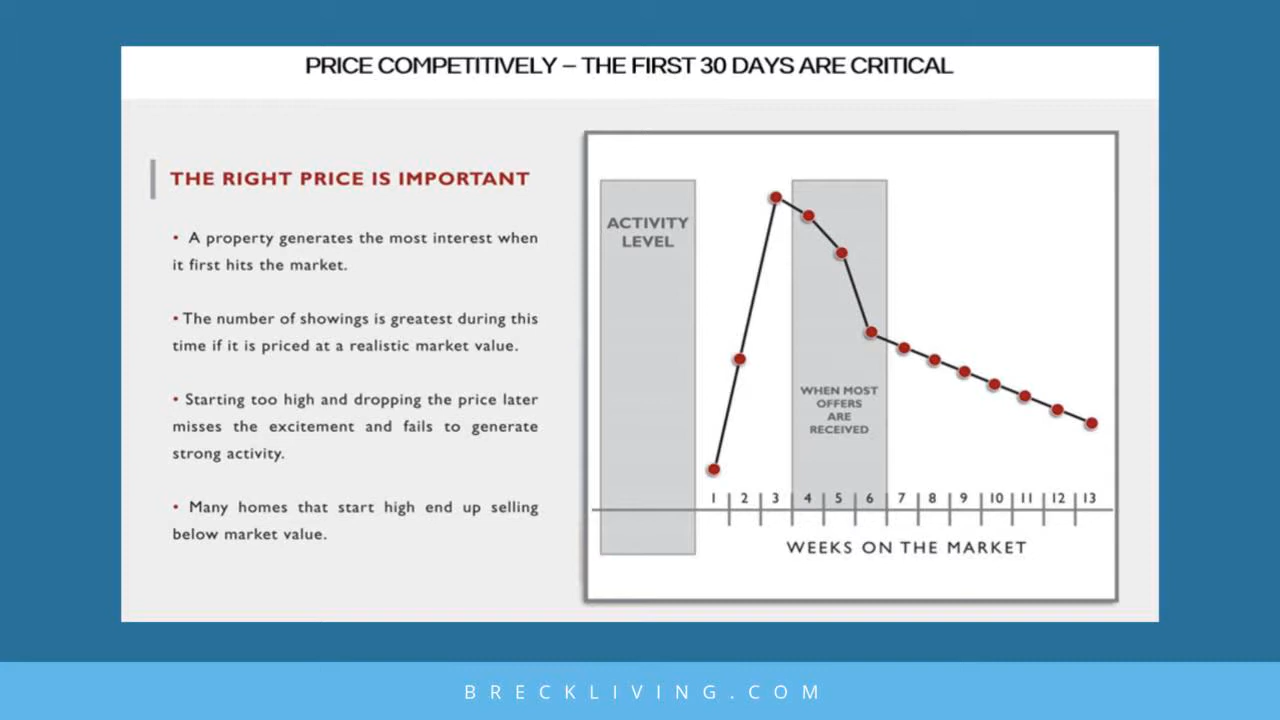 PRICE COMPETITIVELY – THE FIRST 30 DAYS ARE CRITICAL
THE RIGHT PRICE IS IMPORTANT
• A property generates the most interest when
it first hits the market.
• The number of showings is greatest during this
time if it is priced at a realistic market value.
• Starting too high and dropping the price later
misses the excitement and fails to generate
strong activity.
• Many homes that start high end up selling
below market value.
ACTIVITY
LEVEL
WHEN MOST
OFFERS
ARE
RECEIVED
1 2 3 4 5 6 7 8 9 10 11 12 13
WEEKS ON THE MARKET
BRECKLIVING.COM